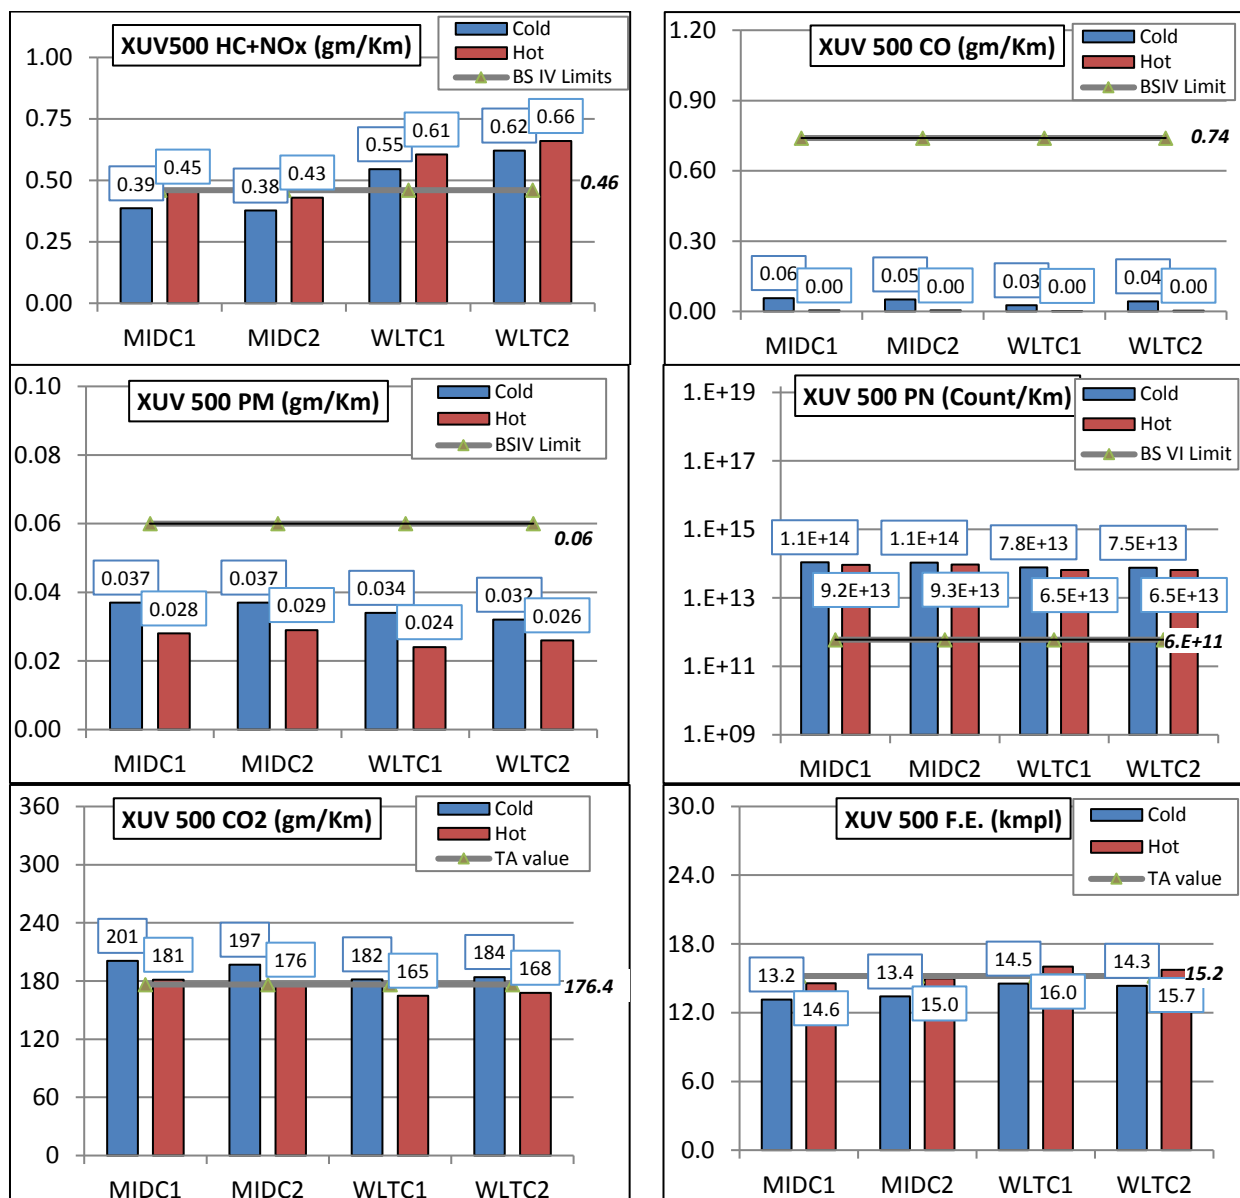 XUV500 HC+NOx (gm/Km)
Cold
Hot
BS IV Limits
1.00
0.75
0.50
0.25
0.00
0.39
0.45
0.38
0.43
0.55
0.61
0.62
0.66
0.46
MIDC1
MIDC2
WLTC1
WLTC2
XUV 500 CO (gm/Km)
Cold
Hot
BSIV Limit
1.20
0.90
0.60
0.30
0.00
0.74
0.06
0.00
0.05
0.00
0.03
0.00
0.04
0.00
MIDC1
MIDC2
WLTC1
WLTC2
XUV 500 PM (gm/Km)
Cold
Hot
BSIV Limit
0.10
0.08
0.06
0.04
0.02
0.00
0.06
0.037
0.028
0.037
0.029
0.034
0.024
0.032
0.026
MIDC1
MIDC2
WLTC1
WLTC2
XUV 500 PN (Count/Km)
Cold
Hot
BS VI Limit
1.E+19
1.E+17
1.E+15
1.E+13
1.E+11
1.E+09
1.1E+14
9.2E+13
1.1E+14
9.3E+13
7.8E+13
6.5E+13
7.5E+13
6.5E+13
6.E+11
MIDC1
MIDC2
WLTC1
WLTC2
XUV 500 CO2 (gm/Km)
Cold
Hot
TA value
360
300
240
180
120
60
0
201
181
197
176
182
165
184
168
176.4
MIDC1
MIDC2
WLTC1
WLTC2
XUV 500 F.E. (kmpl)
Cold
Hot
TA value
30.0
24.0
18.0
12.0
6.0
0.0
13.2
14.6
13.4
15.0
14.5
16.0
14.3
15.7
15.2
MIDC1
MIDC2
WLTC1
WLTC2